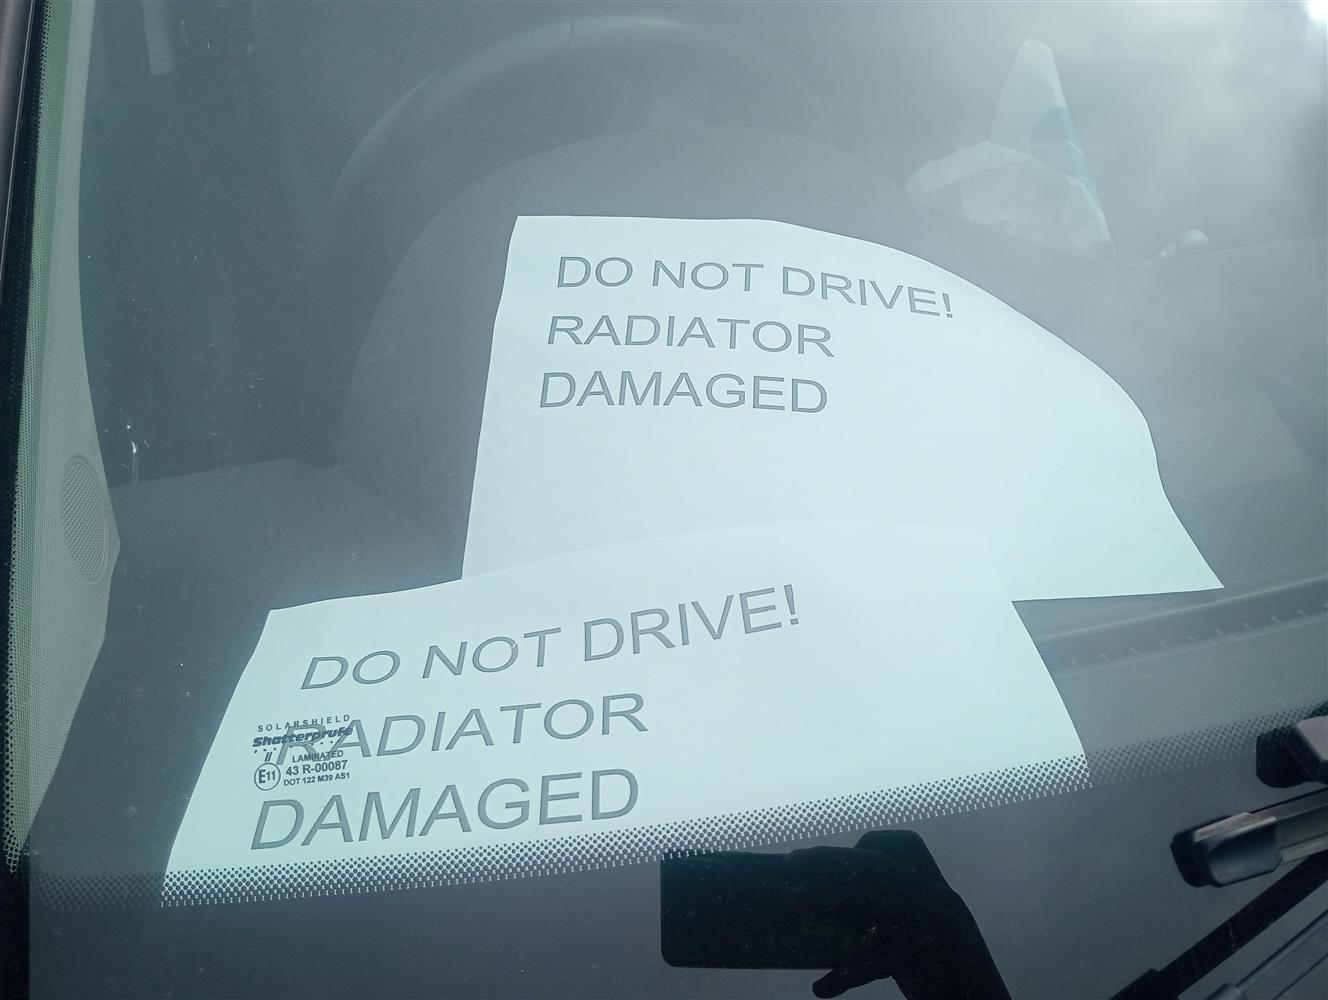 DO NOT DRIVE!
RADIATOR
DAMAGED
DO NOT DRIVE!
RADIATOR
DAMAGED
SOLARSHIELD
Shatterprufe
II
LAMINATED
E11 43 R-00087
DOT 122 M39 AS1